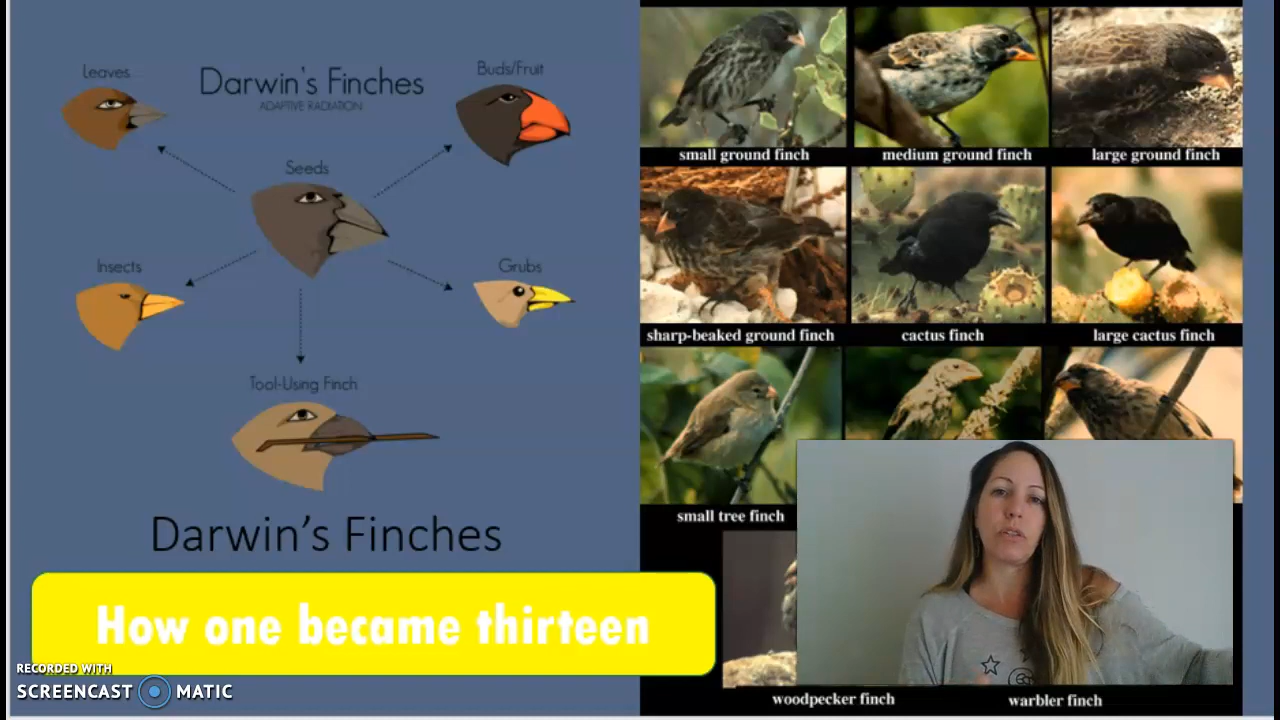 Leaves
Darwin's Finches
ADAPTIVE RADIATION
Buds/Fruit
Seeds
Insects
Grubs
Tool-Using Finch
Darwin's Finches
How one became thirteen
RECORDED WITH
SCREENCAST MATIC
small ground finch
medium ground finch
large ground finch
sharp-beaked ground finch
cactus finch
large cactus finch
small tree finch
woodpecker finch
warbler finch